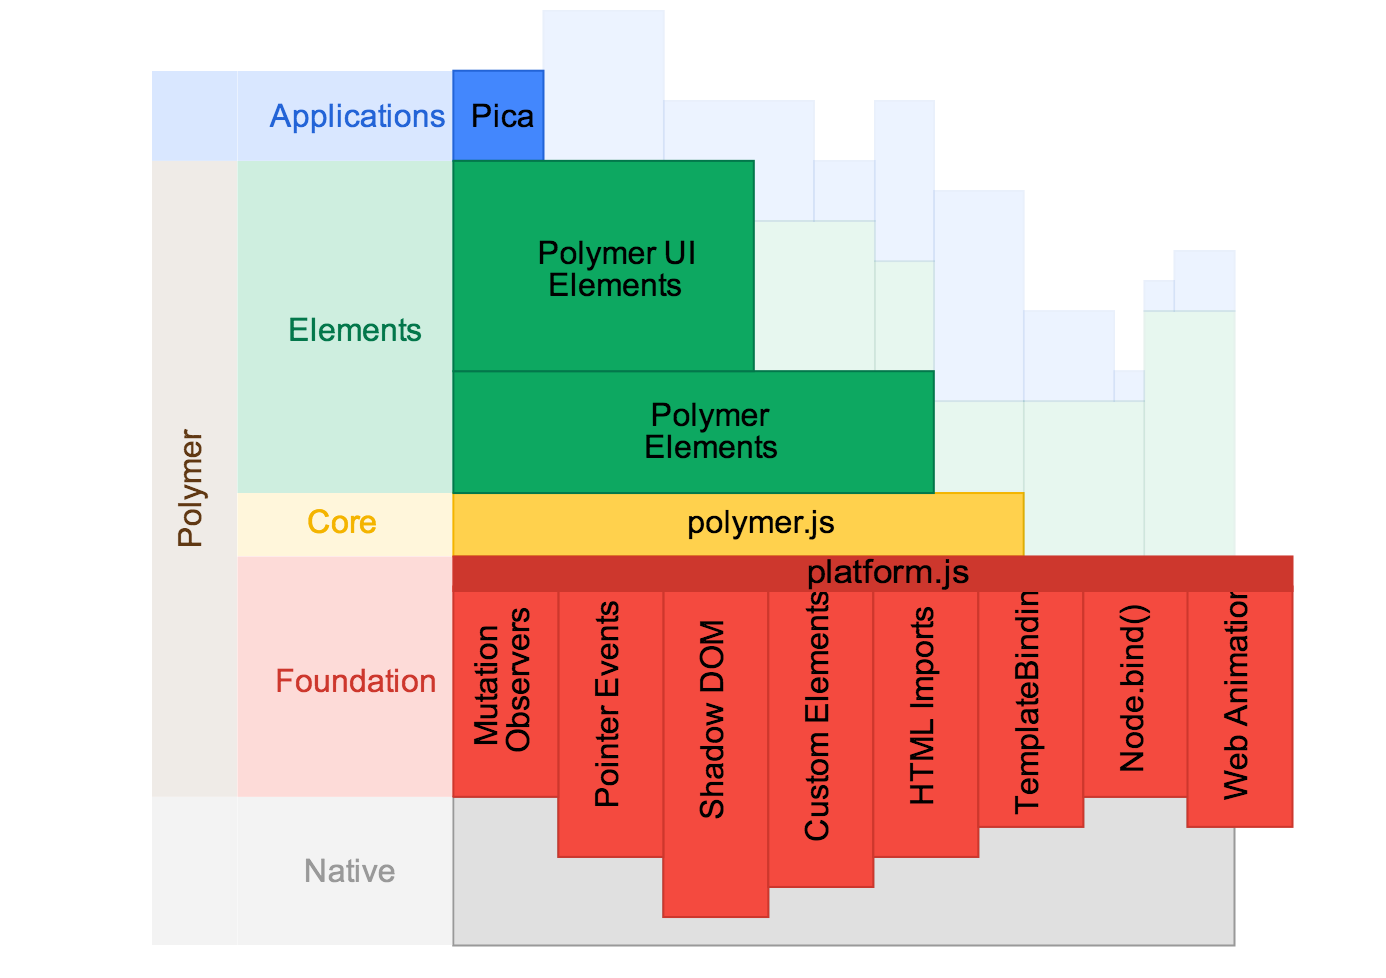 Applications
Pica
Polymer
Elements
Polymer UI
Elements
Polymer
Elements
Core
polymer.js
platform.js
Foundation
Mutation
Observers
Pointer Events
Shadow DOM
Custom Elements
HTML Imports
TemplateBindin
Node.bind()
Web Animation
Native